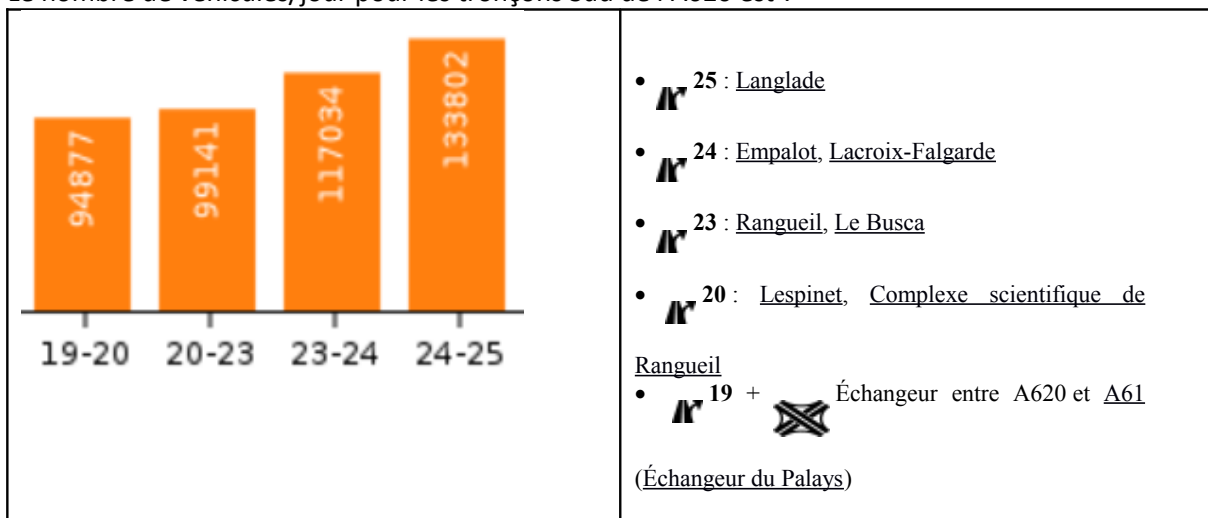 94877
99141
117034
133802
19-20 20-23 23-24 24-25
• 25 : Langlade
• 24 : Empalot, Lacroix-Falgarde
• 23 : Rangueil, Le Busca
• 20 : Lespinet, Complexe scientifique de
Rangueil
• 19 + Échangeur entre A620 et A61
(Échangeur du Palays)